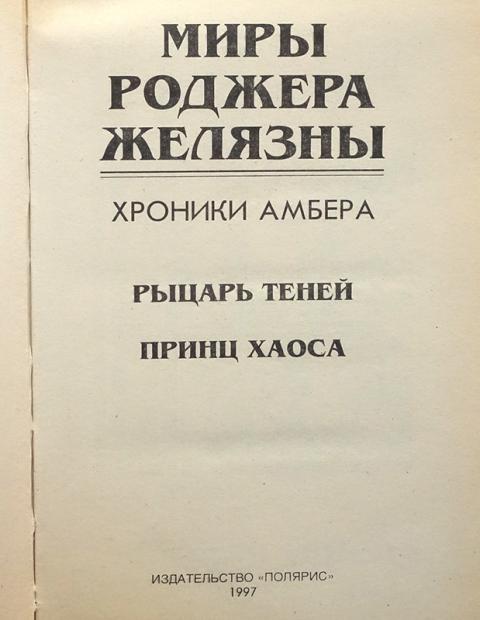 МИРЫ
РОДЖЕРА
ЖЕЛЯЗНЫ
ХРОНИКИ АМБЕРА
РЫЦАРЬ ТЕНЕЙ
ПРИНЦ ХАОСА
ИЗДАТЕЛЬСТВО «ПОЛЯРИС»
1997